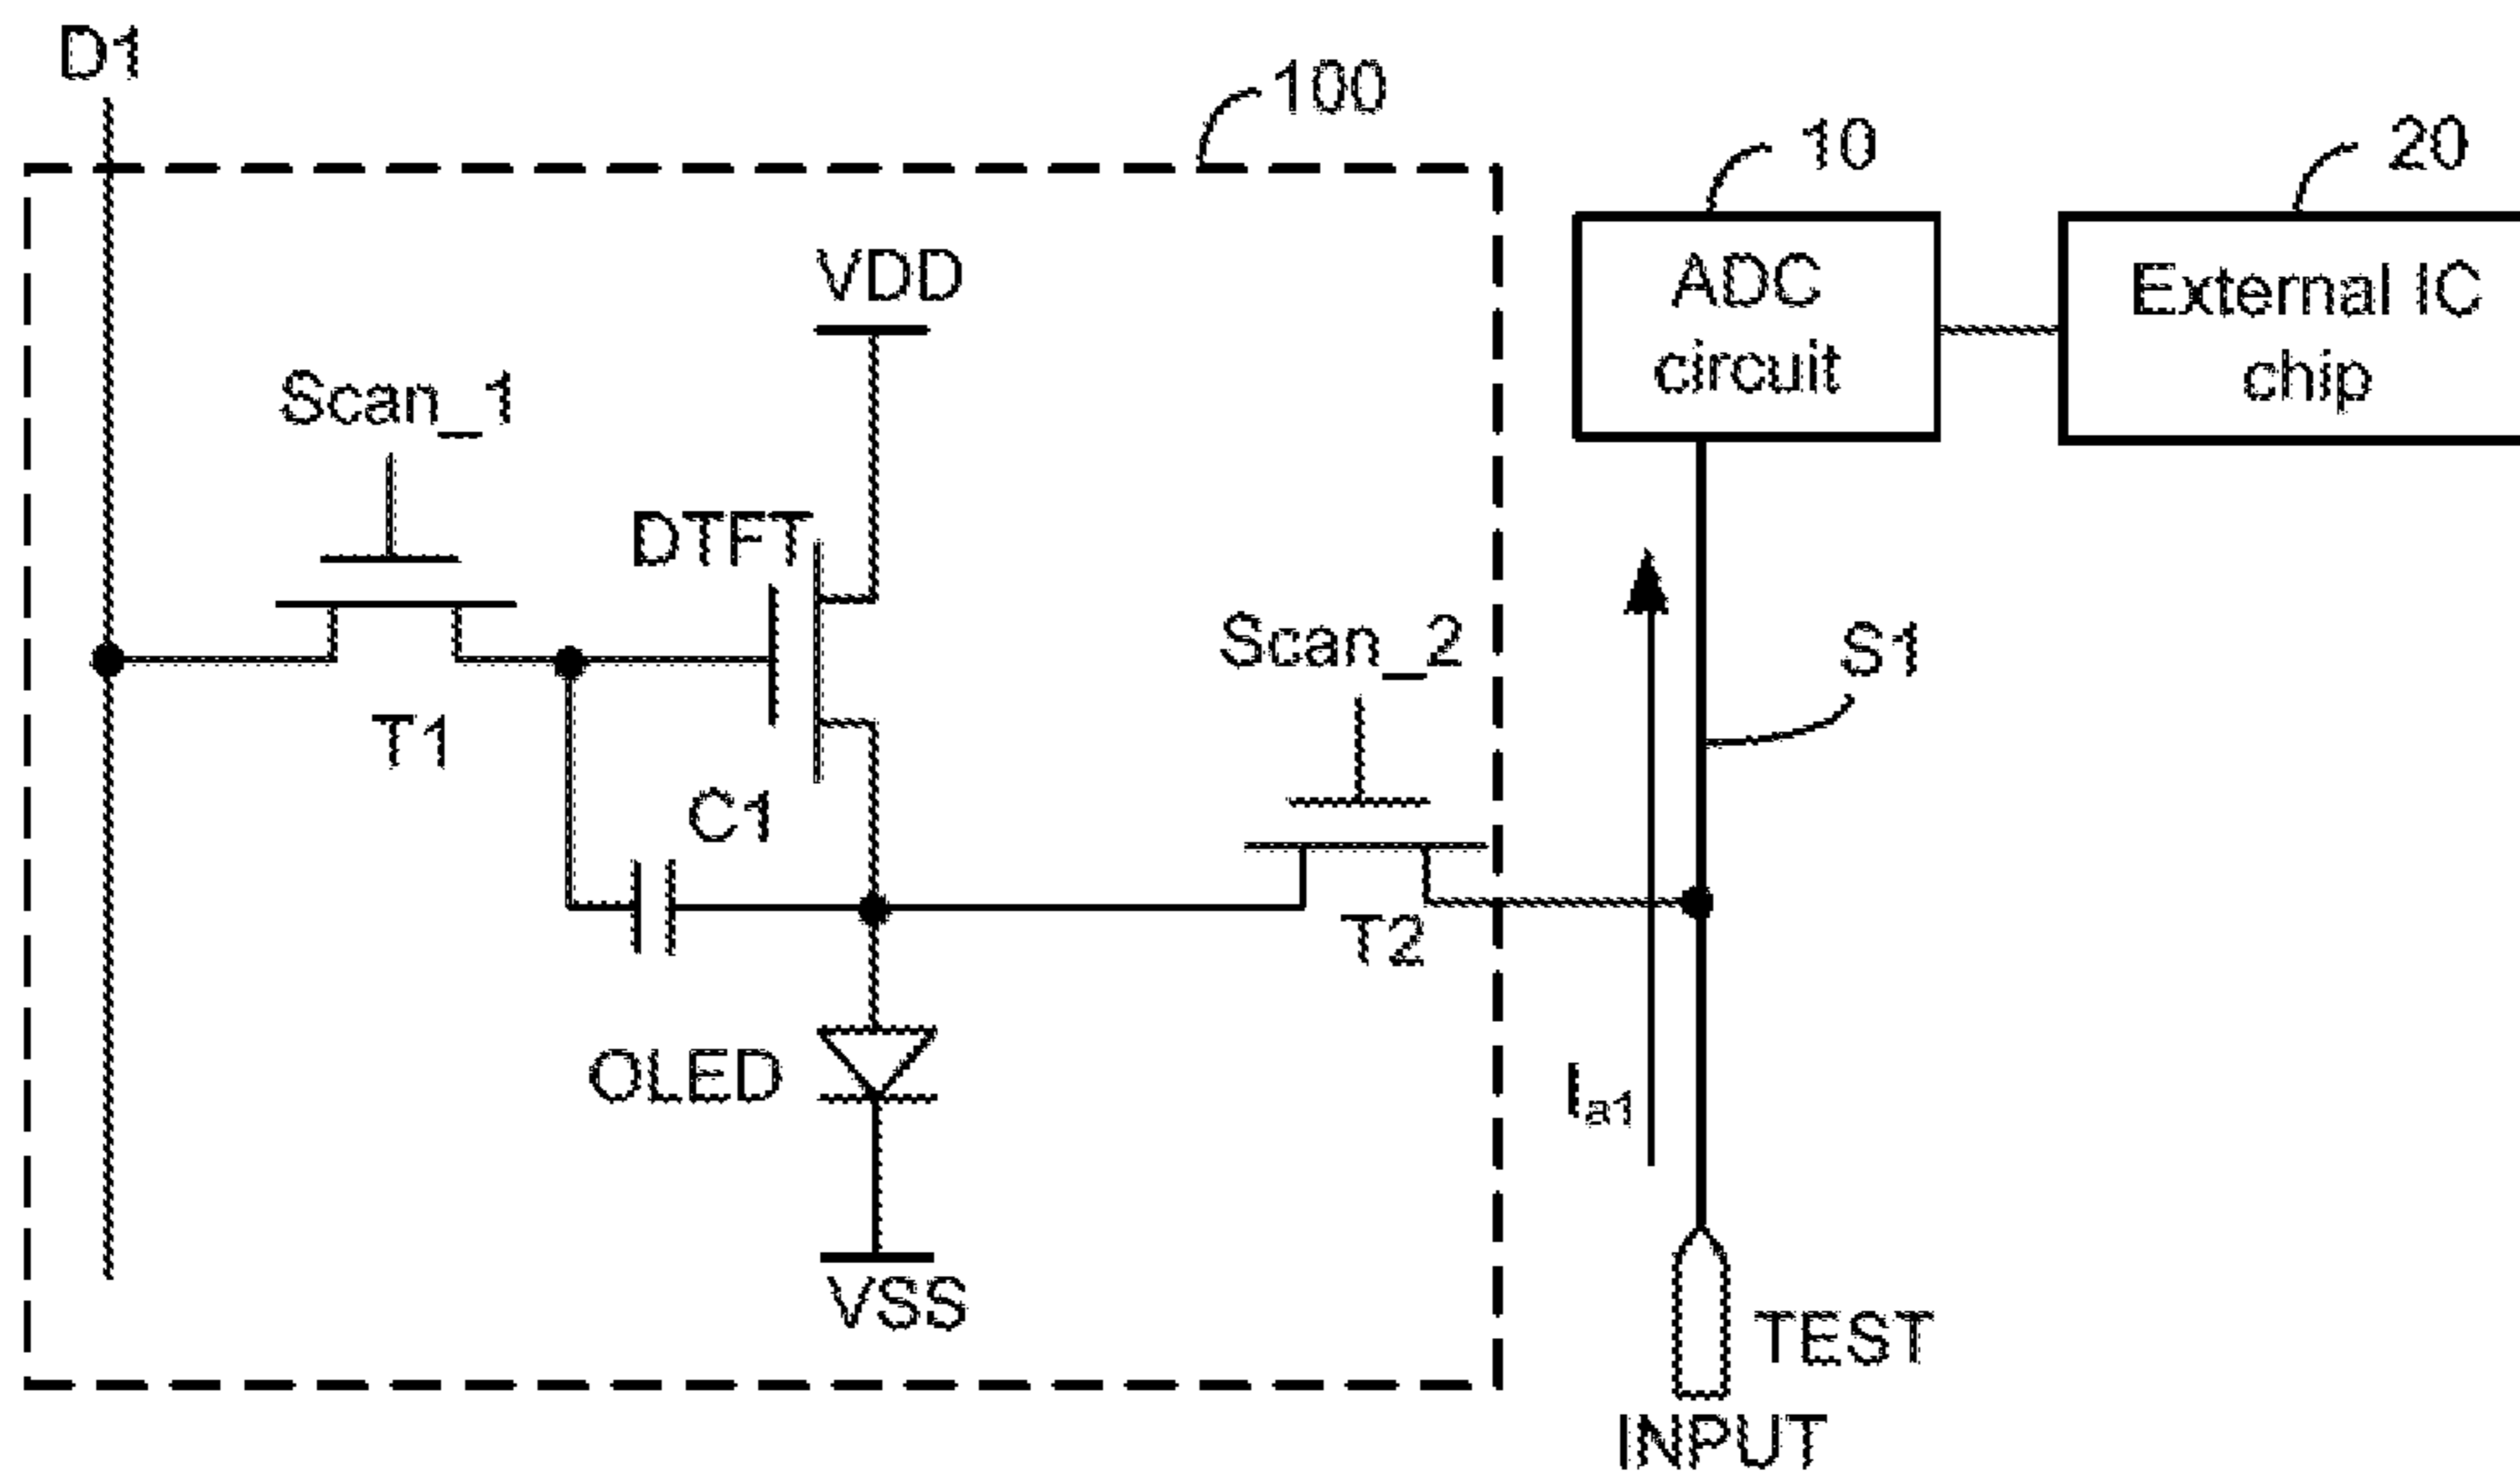 D1
100
10
20
VDD
ADC
circuit
External IC
chip
Scan_1
DTFT
Scan_2
S1
T1
C1
T2
OLED
Ia1
VSS
TEST
INPUT